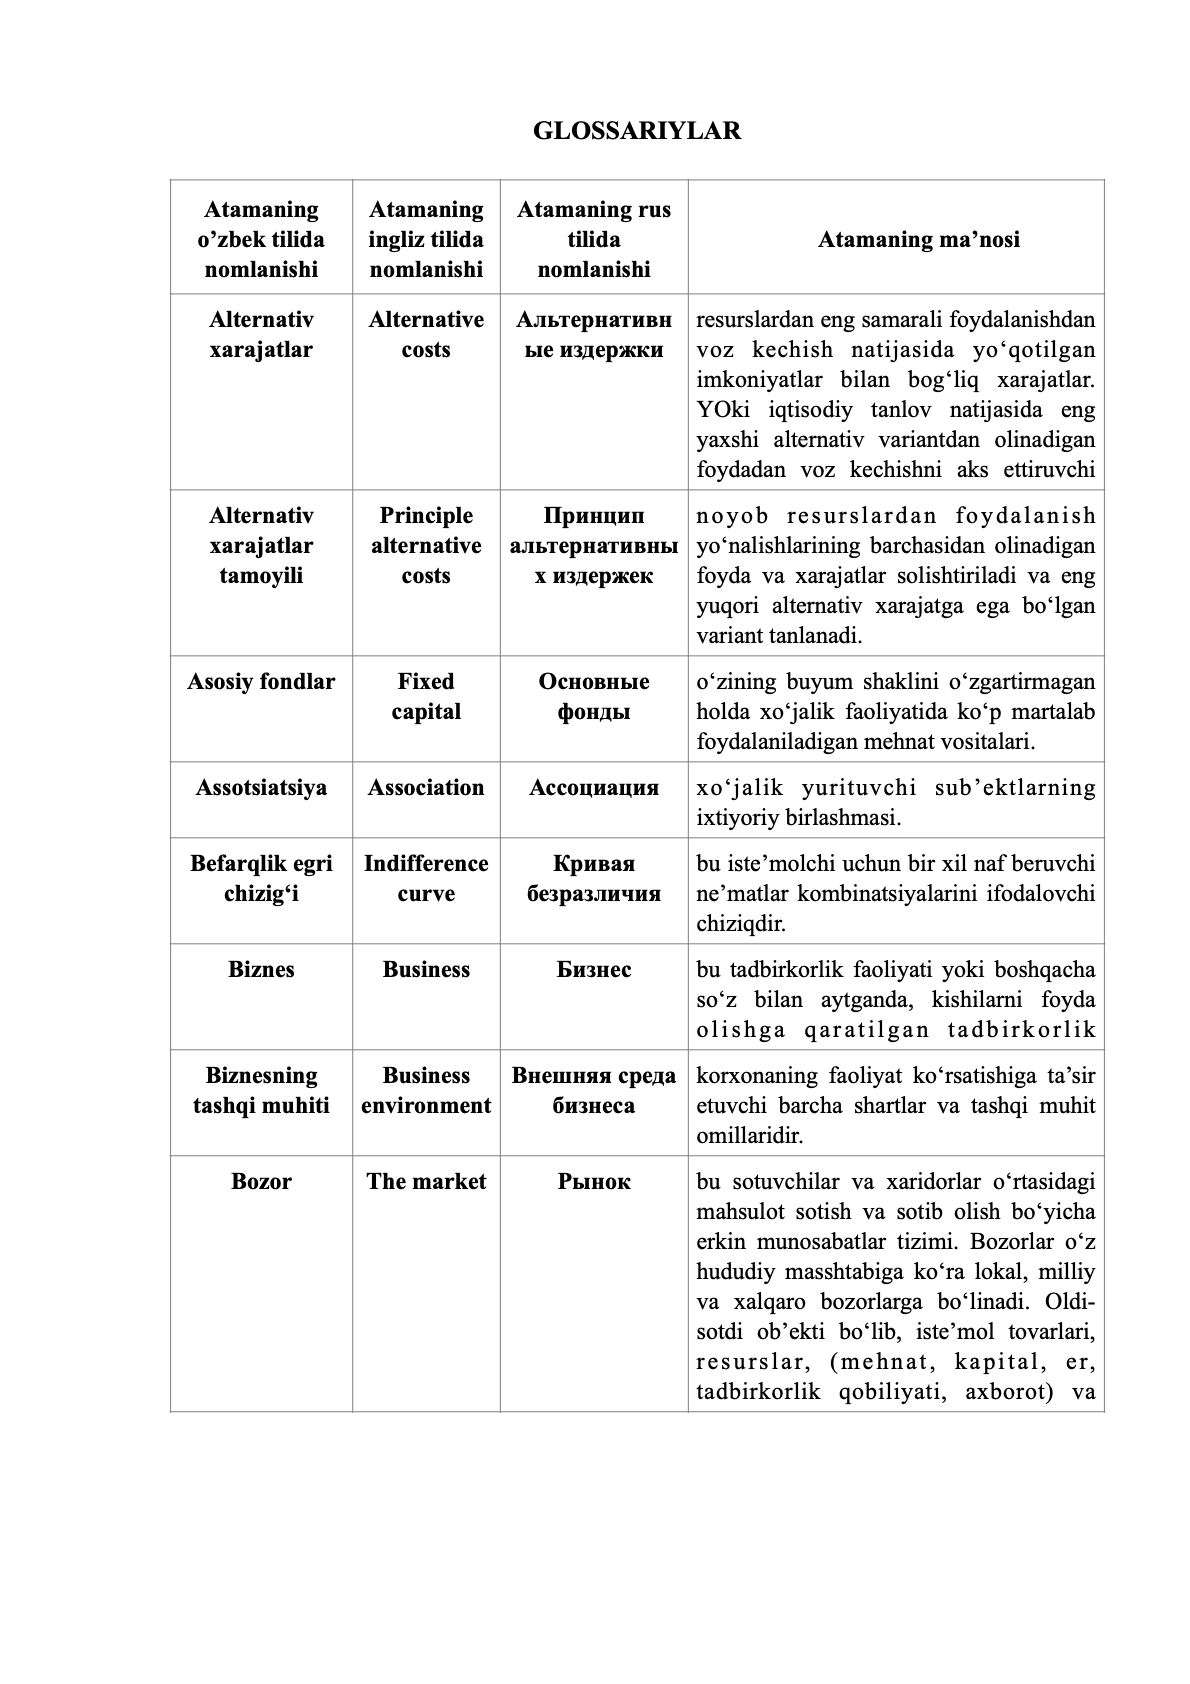 GLOSSARIYLAR
Atamaning
o’zbek tilida
nomlanishi
Atamaning
ingliz tilida
nomlanishi
Atamaning rus
tilida
nomlanishi
Atamaning ma’nosi
Alternativ
xarajatlar
Alternative
costs
Альтернативн
ые издержки
resurslardan eng samarali foydalanishdan
voz kechish natijasida yo‘qotilgan
imkoniyatlar bilan bog‘liq xarajatlar.
YOki iqtisodiy tanlov natijasida eng
yaxshi alternativ variantdan olinadigan
foydadan voz kechishni aks ettiruvchi
Alternativ
xarajatlar
tamoyili
Principle
alternative
costs
Принцип
альтернативны
х издержек
noyob resurslardan foydalanish
yo‘nalishlarining barchasidan olinadigan
foyda va xarajatlar solishtiriladi va eng
yuqori alternativ xarajatga ega bo‘lgan
variant tanlanadi.
Asosiy fondlar
Fixed
capital
Основные
фонды
o‘zining buyum shaklini o‘zgartirmagan
holda xo‘jalik faoliyatida ko‘p martalab
foydalaniladigan mehnat vositalari.
Assotsiatsiya
Association
Ассоциация
xo‘jalik yurituvchi sub’ektlarning
ixtiyoriy birlashmasi.
Befarqlik egri
chizig‘i
Indifference
curve
Кривая
безразличия
bu iste’molchi uchun bir xil naf beruvchi
ne’matlar kombinatsiyalarini ifodalovchi
chiziqdir.
Biznes
Business
Бизнес
bu tadbirkorlik faoliyati yoki boshqacha
so‘z bilan aytganda, kishilarni foyda
olishga qaratilgan tadbirkorlik
Biznesning
tashqi muhiti
Business
environment
Внешняя среда
бизнеса
korxonaning faoliyat ko‘rsatishiga ta’sir
etuvchi barcha shartlar va tashqi muhit
omillaridir.
Bozor
The market
Рынок
bu sotuvchilar va xaridorlar o‘rtasidagi
mahsulot sotish va sotib olish bo‘yicha
erkin munosabatlar tizimi. Bozorlar o‘z
hududiy masshtabiga ko‘ra lokal, milliy
va xalqaro bozorlarga bo‘linadi. Oldi-
sotdi ob’ekti bo‘lib, iste’mol tovarlari,
resurslar, (mehnat, kapital, er,
tadbirkorlik qobiliyati, axborot) va